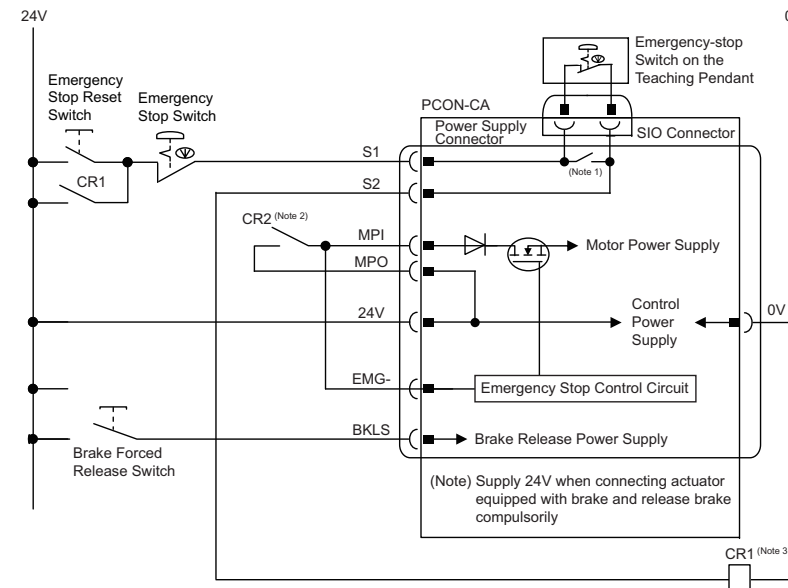 24V
0
Emergency
Stop Reset
Switch
Emergency
Stop Switch
Emergency-stop
Switch on the
Teaching Pendant
PCON-CA
Power Supply
Connector
SIO Connector
S1
(Note 1)
CR1
S2
CR2 (Note 2)
MPI
Motor Power Supply
MPO
24V
Control
Power
Supply
0V
EMG-
Emergency Stop Control Circuit
BKLS
Brake Release Power Supply
Brake Forced
Release Switch
(Note) Supply 24V when connecting actuator
equipped with brake and release brake
compulsorily
CR1 (Note 3